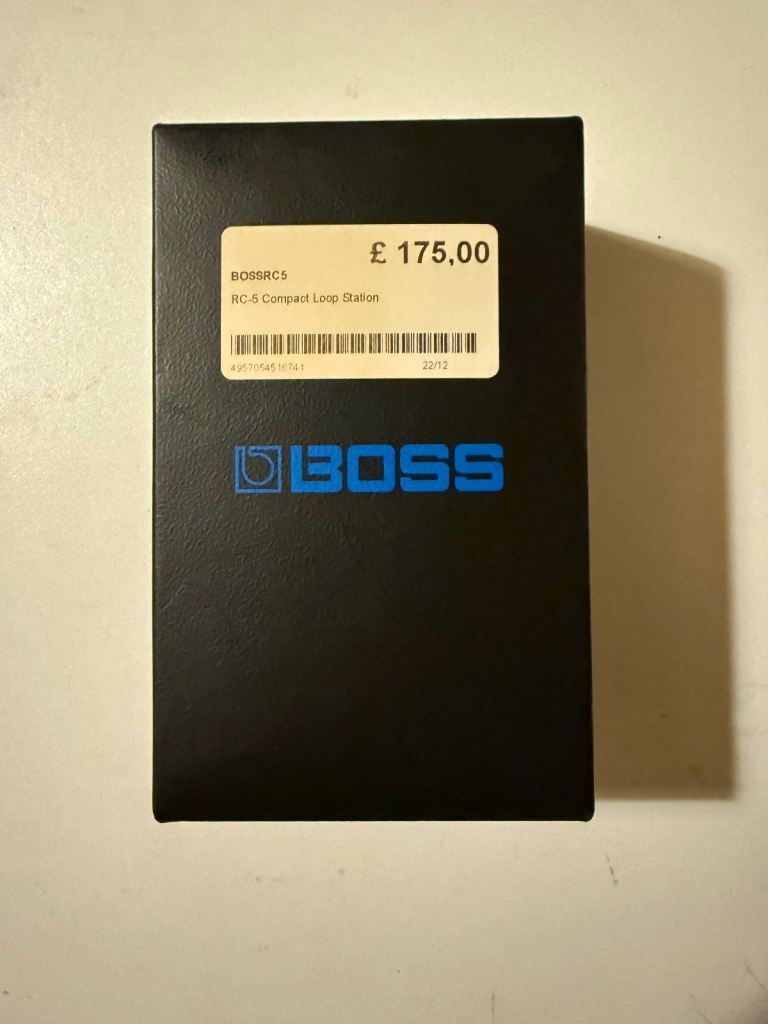 £ 175,00
BOSSRC5
RC-5 Compact Loop Station
4957054516741
22/12
BOSS